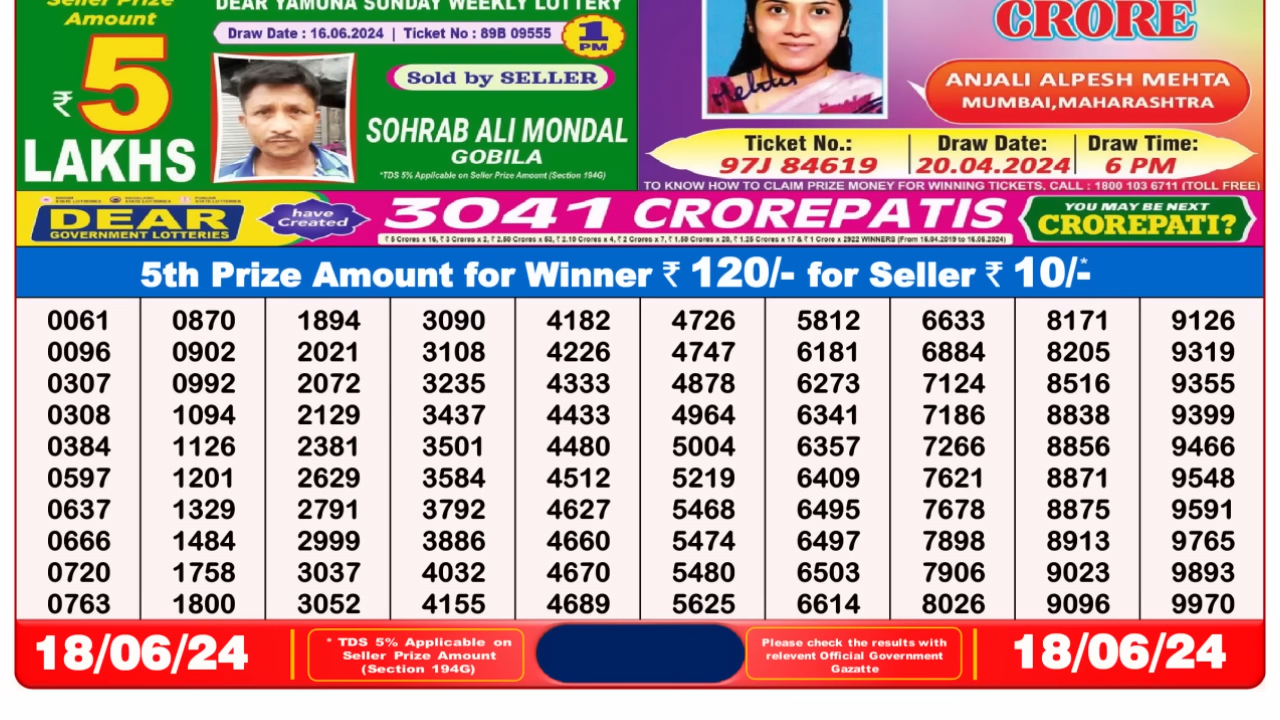 Seller Prize
Amount
₹ 5
LAKHS
DEAR YAMUNA SUNDAY WEEKLY LOTTERY
Draw Date : 16.06.2024 | Ticket No : 89B 09555
1
PM
Sold by SELLER
SOHRAB ALI MONDAL
GOBILA
*TDS 5% Applicable on Seller Prize Amount (Section 194G)
CRORE
ANJALI ALPESH MEHTA
MUMBAI,MAHARASHTRA
Ticket No.: Draw Date: Draw Time:
97J 84619 20.04.2024 6 PM
TO KNOW HOW TO CLAIM PRIZE MONEY FOR WINNING TICKETS, CALL : 1800 103 6711 (TOLL FREE)
DEAR
GOVERNMENT LOTTERIES
have
Created
3041 CROREPATIS
YOU MAY BE NEXT
CROREPATI?
5th Prize Amount for Winner ₹ 120/- for Seller ₹ 10/-*
0061 0870 1894 3090 4182 4726 5812 6633 8171 9126
0096 0902 2021 3108 4226 4747 6181 6884 8205 9319
0307 0992 2072 3235 4333 4878 6273 7124 8516 9355
0308 1094 2129 3437 4433 4964 6341 7186 8838 9399
0384 1126 2381 3501 4480 5004 6357 7266 8856 9466
0597 1201 2629 3584 4512 5219 6409 7621 8871 9548
0637 1329 2791 3792 4627 5468 6495 7678 8875 9591
0666 1484 2999 3886 4660 5474 6497 7898 8913 9765
0720 1758 3037 4032 4670 5480 6503 7906 9023 9893
0763 1800 3052 4155 4689 5625 6614 8026 9096 9970
18/06/24
* TDS 5% Applicable on
Seller Prize Amount
(Section 194G)
Please check the results with
relevent Official Government
Gazatte
18/06/24